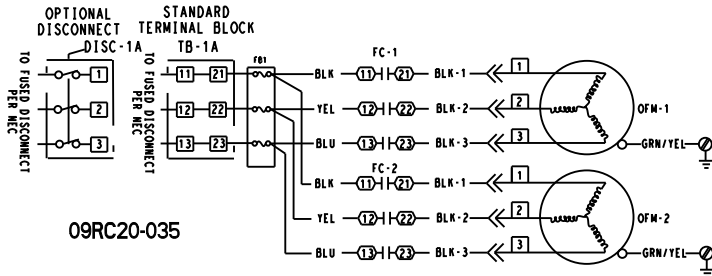 OPTIONAL
DISCONNECT
DISC-1A
STANDARD
TERMINAL BLOCK
TB-1A
TO FUSED DISCONNECT
PER NEC
1
2
3
TO FUSED DISCONNECT
PER NEC
11 21
12 22
13 23
FB1
FC-1
BLK 11 21 BLK-1 1
YEL 12 22 BLK-2 2
BLU 13 23 BLK-3 3
OFM-1
GRN/YEL
FC-2
BLK 11 21 BLK-1 1
YEL 12 22 BLK-2 2
BLU 13 23 BLK-3 3
OFM-2
GRN/YEL
09RC20-035